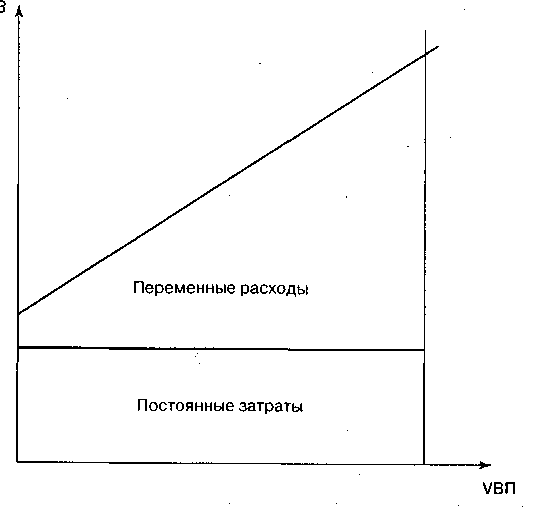 З
Переменные расходы
Постоянные затраты
VВП